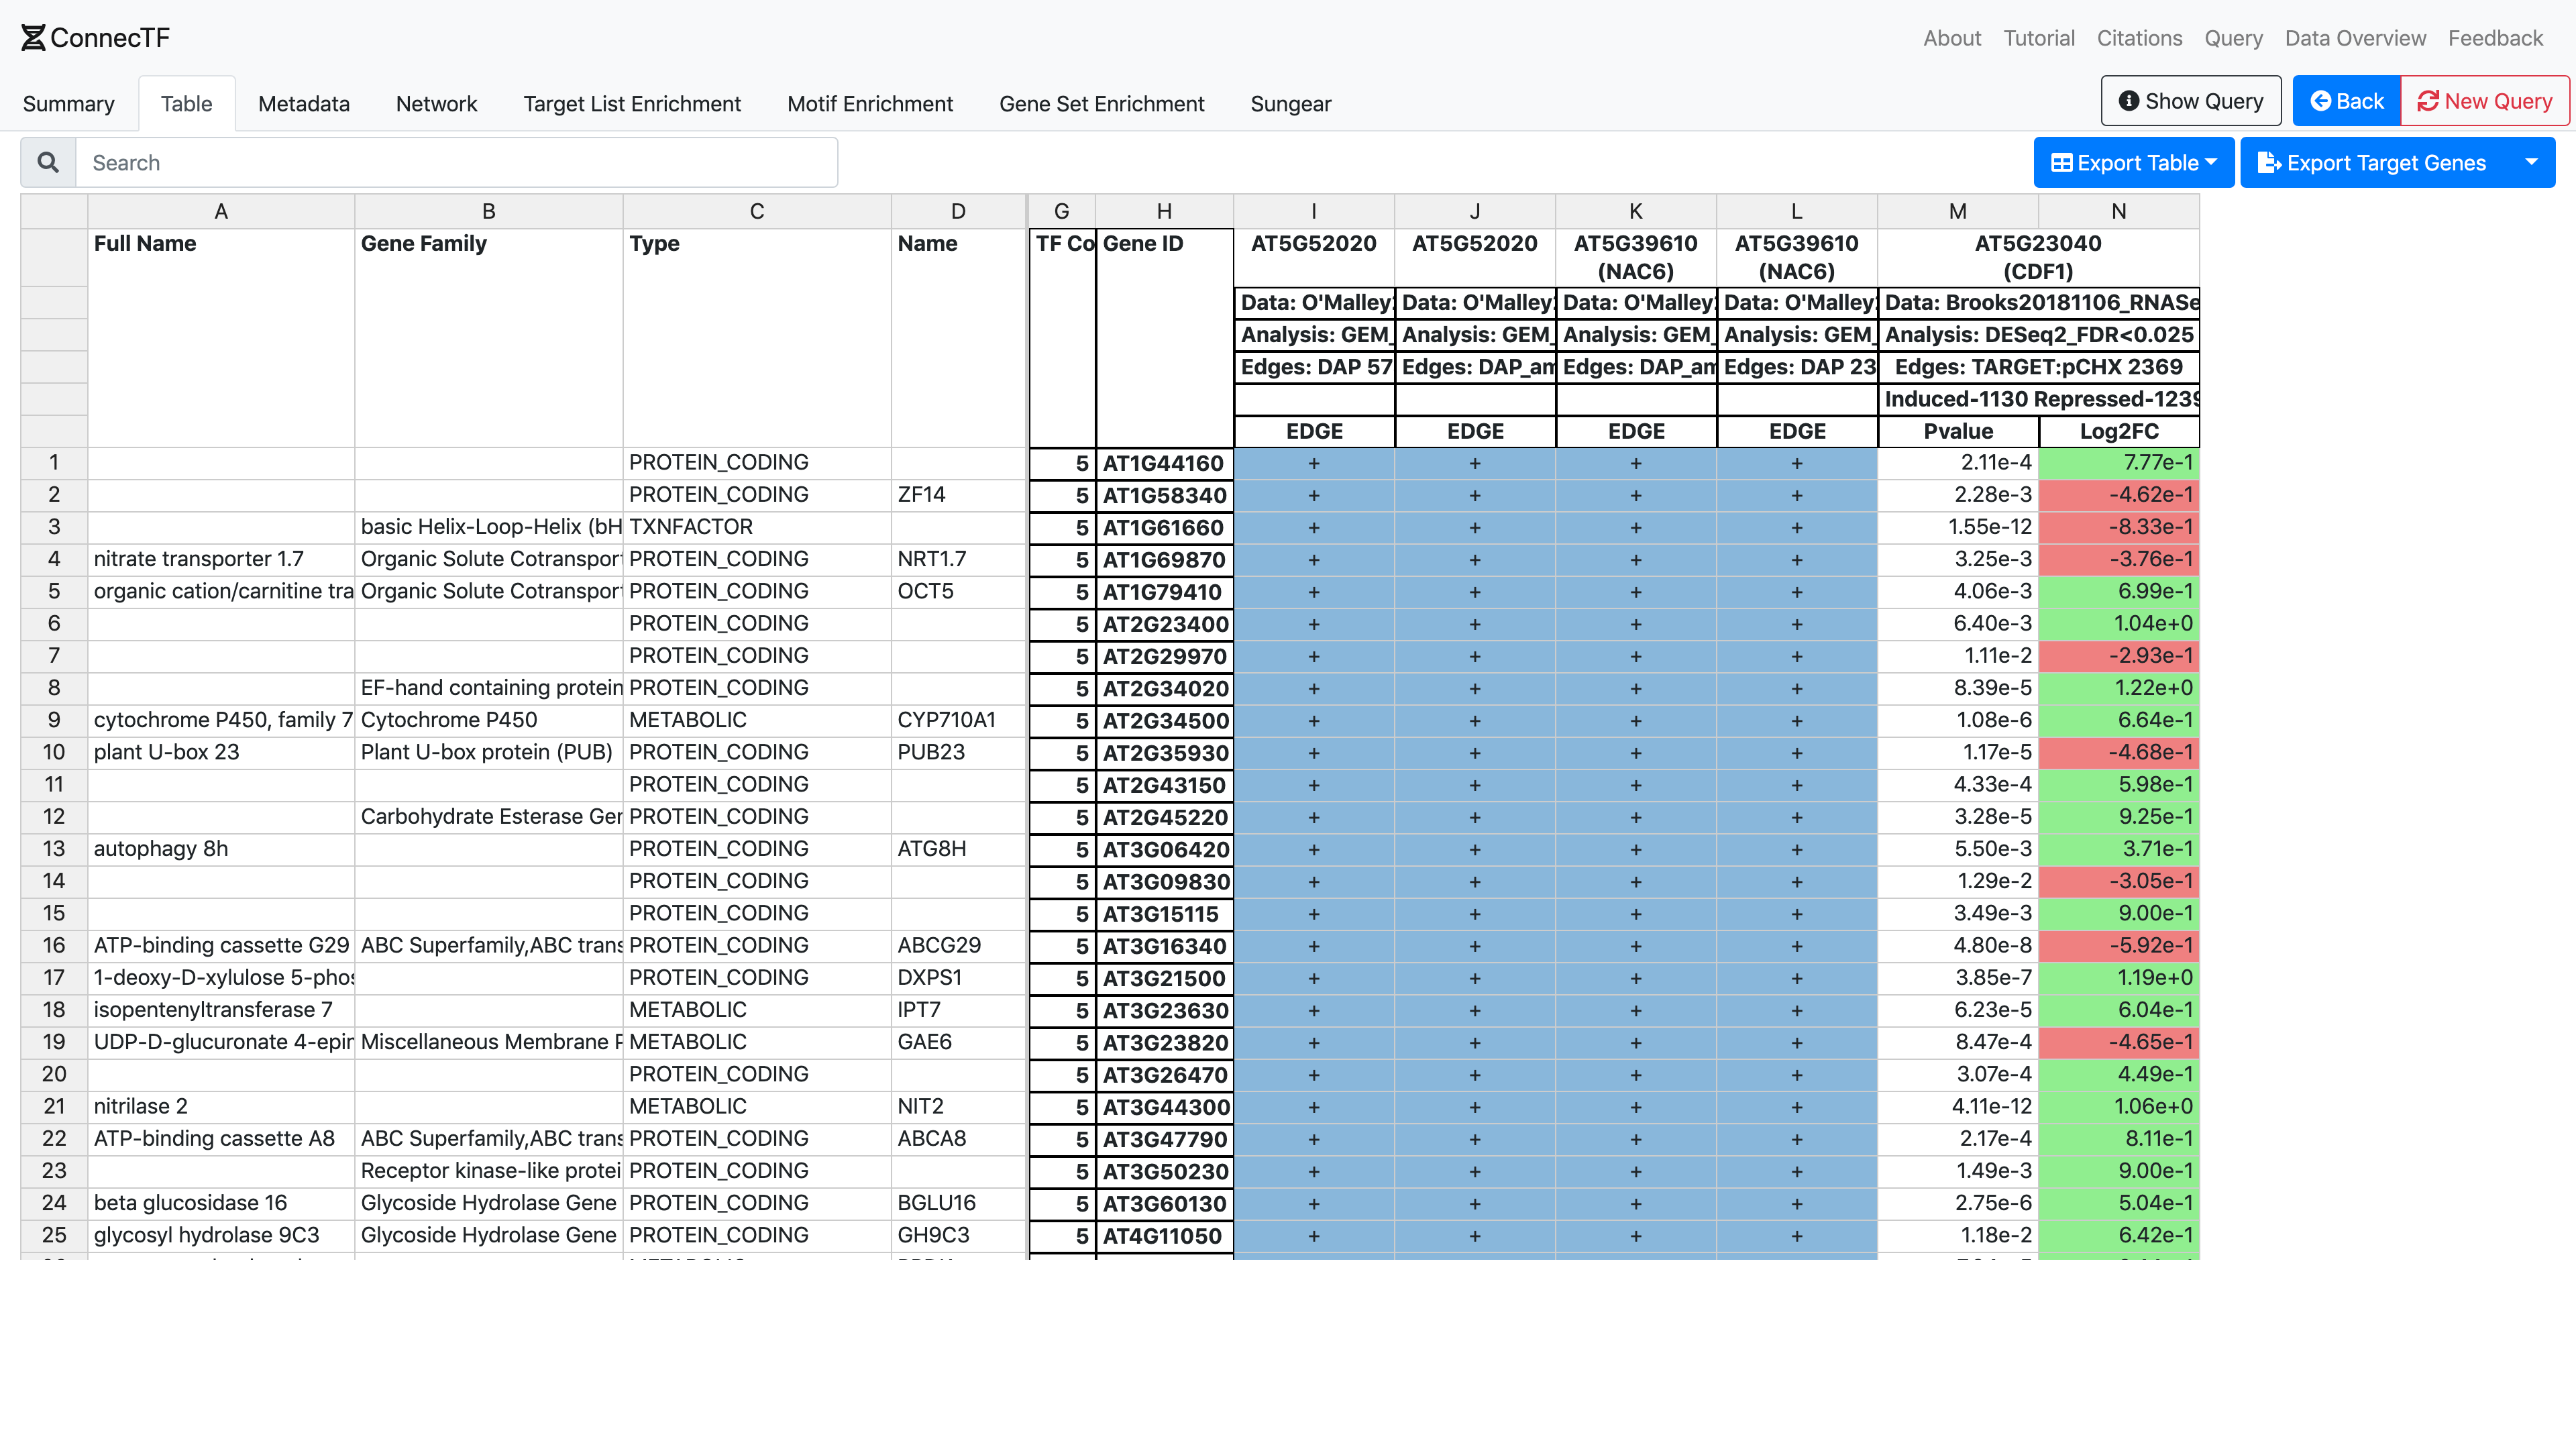 ConnecTF
About Tutorial Citations Query Data Overview Feedback
Summary Table Metadata Network Target List Enrichment Motif Enrichment Gene Set Enrichment Sungear Show Query Back New Query
Search Export Table Export Target Genes
A B C D G H I J K L M N
Full Name Gene Family Type Name TF Co Gene ID AT5G52020 AT5G52020 AT5G39610 AT5G39610 AT5G23040
(NAC6) (NAC6) (CDF1)
Data: O'Malley Data: O'Malley Data: O'Malley Data: O'Malley Data: Brooks20181106_RNASe
Analysis: GEM_ Analysis: GEM_ Analysis: GEM_ Analysis: GEM_ Analysis: DESeq2_FDR<0.025
Edges: DAP 57 Edges: DAP_am Edges: DAP_am Edges: DAP 23 Edges: TARGET:pCHX 2369
Induced-1130 Repressed-1239
EDGE EDGE EDGE EDGE Pvalue Log2FC
1 PROTEIN_CODING 5 AT1G44160 + + + + 2.11e-4 7.77e-1
2 PROTEIN_CODING ZF14 5 AT1G58340 + + + + 2.28e-3 -4.62e-1
3 basic Helix-Loop-Helix (bH TXNFACTOR 5 AT1G61660 + + + + 1.55e-12 -8.33e-1
4 nitrate transporter 1.7 Organic Solute Cotransport PROTEIN_CODING NRT1.7 5 AT1G69870 + + + + 3.25e-3 -3.76e-1
5 organic cation/carnitine tra Organic Solute Cotransport PROTEIN_CODING OCT5 5 AT1G79410 + + + + 4.06e-3 6.99e-1
6 PROTEIN_CODING 5 AT2G23400 + + + + 6.40e-3 1.04e+0
7 PROTEIN_CODING 5 AT2G29970 + + + + 1.11e-2 -2.93e-1
8 EF-hand containing protein PROTEIN_CODING 5 AT2G34020 + + + + 8.39e-5 1.22e+0
9 cytochrome P450, family 7 Cytochrome P450 METABOLIC CYP710A1 5 AT2G34500 + + + + 1.08e-6 6.64e-1
10 plant U-box 23 Plant U-box protein (PUB) PROTEIN_CODING PUB23 5 AT2G35930 + + + + 1.17e-5 -4.68e-1
11 PROTEIN_CODING 5 AT2G43150 + + + + 4.33e-4 5.98e-1
12 Carbohydrate Esterase Ger PROTEIN_CODING 5 AT2G45220 + + + + 3.28e-5 9.25e-1
13 autophagy 8h PROTEIN_CODING ATG8H 5 AT3G06420 + + + + 5.50e-3 3.71e-1
14 PROTEIN_CODING 5 AT3G09830 + + + + 1.29e-2 -3.05e-1
15 PROTEIN_CODING 5 AT3G15115 + + + + 3.49e-3 9.00e-1
16 ATP-binding cassette G29 ABC Superfamily,ABC trans PROTEIN_CODING ABCG29 5 AT3G16340 + + + + 4.80e-8 -5.92e-1
17 1-deoxy-D-xylulose 5-phos PROTEIN_CODING DXPS1 5 AT3G21500 + + + + 3.85e-7 1.19e+0
18 isopentenyltransferase 7 METABOLIC IPT7 5 AT3G23630 + + + + 6.23e-5 6.04e-1
19 UDP-D-glucuronate 4-epir Miscellaneous Membrane F METABOLIC GAE6 5 AT3G23820 + + + + 8.47e-4 -4.65e-1
20 PROTEIN_CODING 5 AT3G26470 + + + + 3.07e-4 4.49e-1
21 nitrilase 2 METABOLIC NIT2 5 AT3G44300 + + + + 4.11e-12 1.06e+0
22 ATP-binding cassette A8 ABC Superfamily,ABC trans PROTEIN_CODING ABCA8 5 AT3G47790 + + + + 2.17e-4 8.11e-1
23 Receptor kinase-like protei PROTEIN_CODING 5 AT3G50230 + + + + 1.49e-3 9.00e-1
24 beta glucosidase 16 Glycoside Hydrolase Gene PROTEIN_CODING BGLU16 5 AT3G60130 + + + + 2.75e-6 5.04e-1
25 glycosyl hydrolase 9C3 Glycoside Hydrolase Gene PROTEIN_CODING GH9C3 5 AT4G11050 + + + + 1.18e-2 6.42e-1